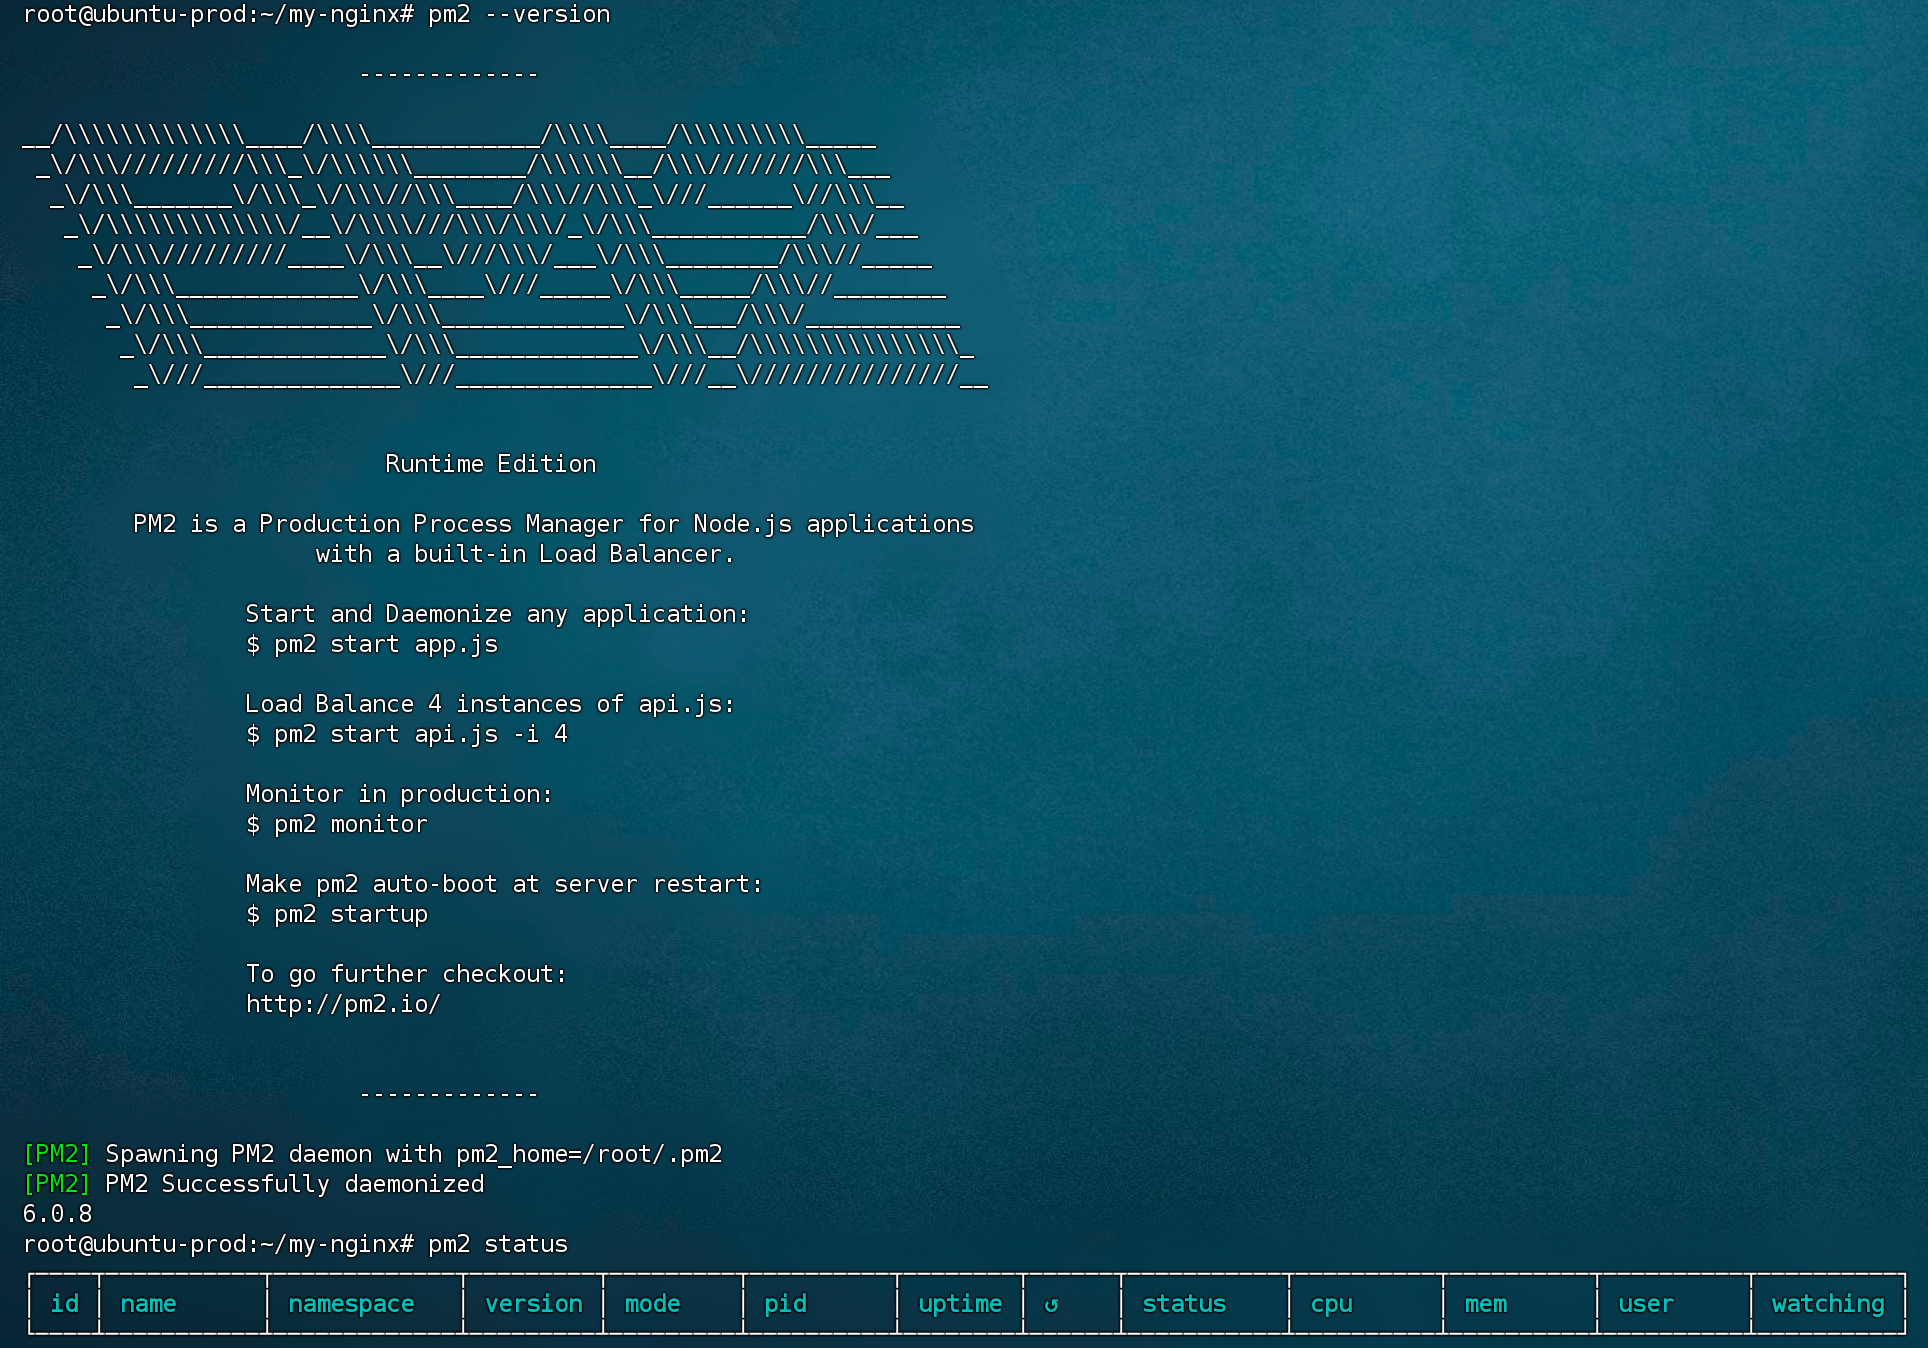 root@ubuntu-prod:~/my-nginx# pm2 --version

                        -------------

__/\\\\\\\\\\\\\____/\\\\____________/\\\\____/\\\\\\\\\_____
 _\/\\\/////////\\\_\/\\\\\\________/\\\\\\__/\\\///////\\\___
  _\/\\\_______\/\\\_\/\\\//\\\____/\\\//\\\_\///______\//\\\__
   _\/\\\\\\\\\\\\\/__\/\\\\///\\\/\\\/_\/\\\___________/\\\/___
    _\/\\\/////////____\/\\\__\///\\\/___\/\\\________/\\\//_____
     _\/\\\_____________\/\\\____\///_____\/\\\_____/\\\//________
      _\/\\\_____________\/\\\_____________\/\\\___/\\\/___________
       _\/\\\_____________\/\\\_____________\/\\\__/\\\\\\\\\\\\\\\_
        _\///______________\///______________\///__\///////////////__

                          Runtime Edition

        PM2 is a Production Process Manager for Node.js applications
                     with a built-in Load Balancer.

                Start and Daemonize any application:
                $ pm2 start app.js

                Load Balance 4 instances of api.js:
                $ pm2 start api.js -i 4

                Monitor in production:
                $ pm2 monitor

                Make pm2 auto-boot at server restart:
                $ pm2 startup

                To go further checkout:
                http://pm2.io/

                        -------------

[PM2] Spawning PM2 daemon with pm2_home=/root/.pm2
[PM2] PM2 Successfully daemonized
6.0.8
root@ubuntu-prod:~/my-nginx# pm2 status
│ id │ name │ namespace │ version │ mode │ pid │ uptime │ ↺ │ status │ cpu │ mem │ user │ watching │